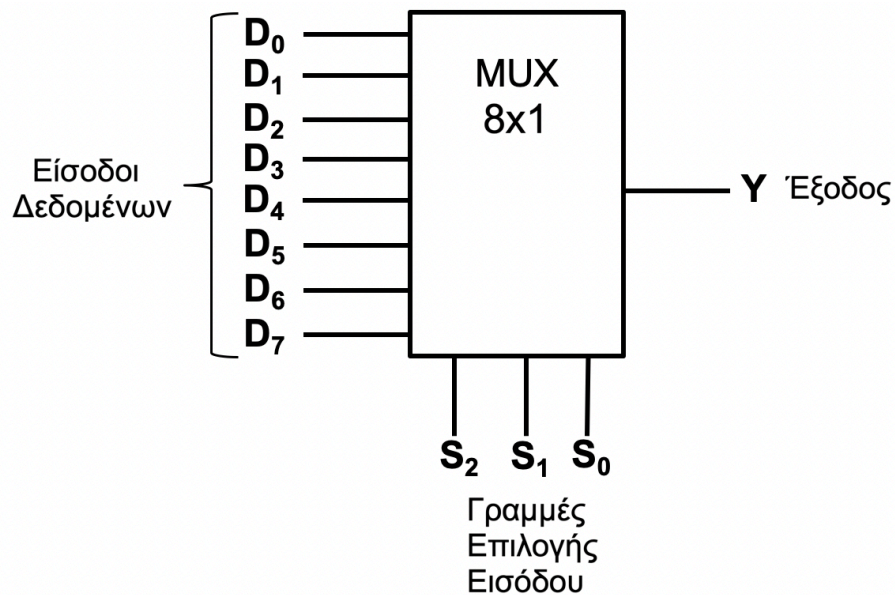 D₀
D₁
D₂
D₃
D₄
D₅
D₆
D₇
Είσοδοι
Δεδομένων
MUX
8x1
Y Έξοδος
S₂ S₁ S₀
Γραμμές
Επιλογής
Εισόδου